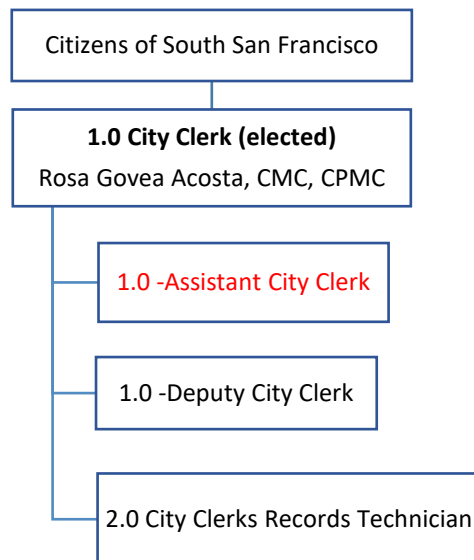 Citizens of South San Francisco
1.0 City Clerk (elected)
Rosa Govea Acosta, CMC, CPMC
1.0 -Assistant City Clerk
1.0 -Deputy City Clerk
2.0 City Clerks Records Technician